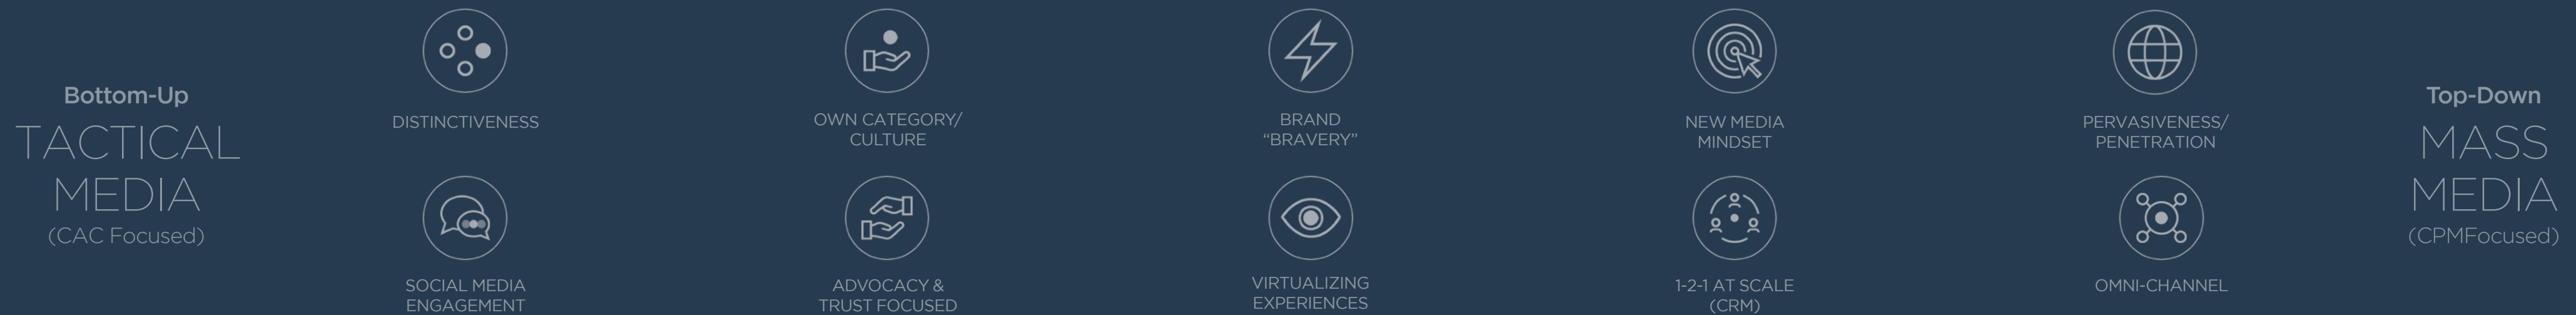 Bottom-Up
TACTICAL
MEDIA
(CAC Focused)
DISTINCTIVENESS
OWN CATEGORY/
CULTURE
BRAND
“BRAVERY”
NEW MEDIA
MINDSET
PERVASIVENESS/
PENETRATION
SOCIAL MEDIA
ENGAGEMENT
ADVOCACY &
TRUST FOCUSED
VIRTUALIZING
EXPERIENCES
1-2-1 AT SCALE
(CRM)
OMNI-CHANNEL
Top-Down
MASS
MEDIA
(CPMFocused)